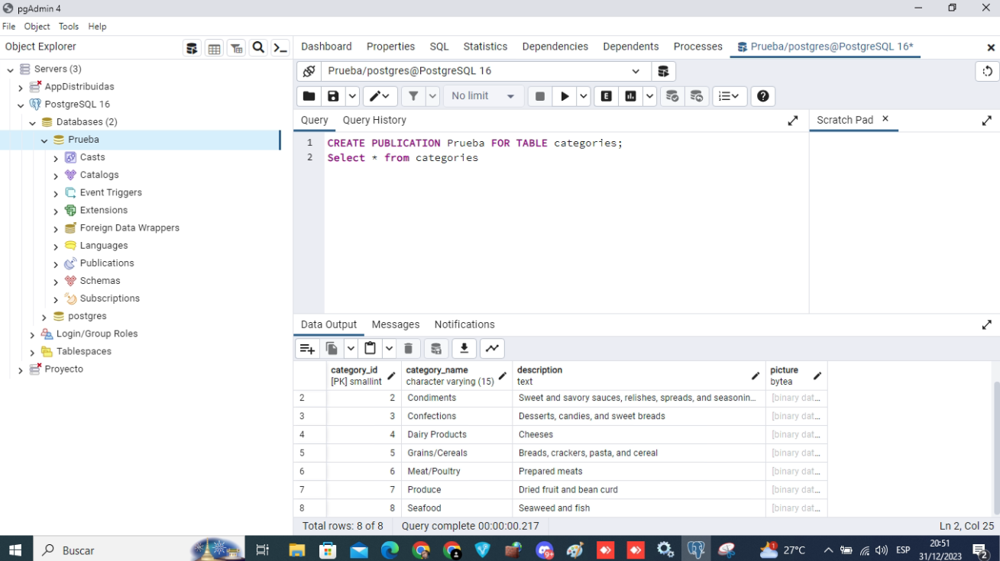 pgAdmin 4
File Object Tools Help
Object Explorer
Dashboard Properties SQL Statistics Dependencies Dependents Processes Prueba/postgres@PostgreSQL 16*
Servers (3)
AppDistribuidas
PostgreSQL 16
Databases (2)
Prueba
Casts
Catalogs
Event Triggers
Extensions
Foreign Data Wrappers
Languages
Publications
Schemas
Subscriptions
postgres
Login/Group Roles
Tablespaces
Proyecto
Prueba/postgres@PostgreSQL 16
No limit
E
Query Query History
Scratch Pad
1 CREATE PUBLICATION Prueba FOR TABLE categories;
2 Select * from categories
Data Output Messages Notifications
category_id category_name description picture
[PK] smallint character varying (15) text bytea
2 2 Condiments Sweet and savory sauces, relishes, spreads, and seasonin... [binary dat...
3 3 Confections Desserts, candies, and sweet breads [binary dat...
4 4 Dairy Products Cheeses [binary dat...
5 5 Grains/Cereals Breads, crackers, pasta, and cereal [binary dat...
6 6 Meat/Poultry Prepared meats [binary dat...
7 7 Produce Dried fruit and bean curd [binary dat...
8 8 Seafood Seaweed and fish [binary dat...
Total rows: 8 of 8 Query complete 00:00:00.217 Ln 2, Col 25
Buscar
1
27°C
ESP
20:51
31/12/2023
2